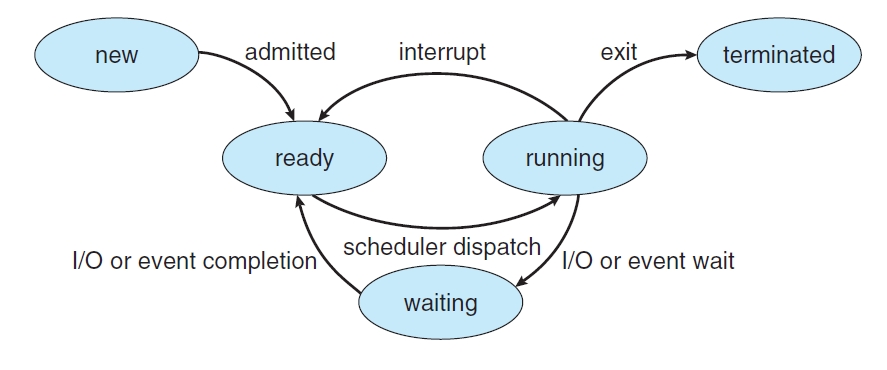 new
admitted
interrupt
exit
terminated
ready
running
scheduler dispatch
I/O or event completion
I/O or event wait
waiting